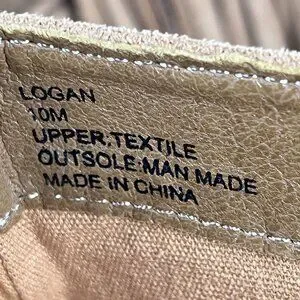 LOGAN
10M
UPPER:TEXTILE
OUTSOLE:MAN MADE
MADE IN CHINA